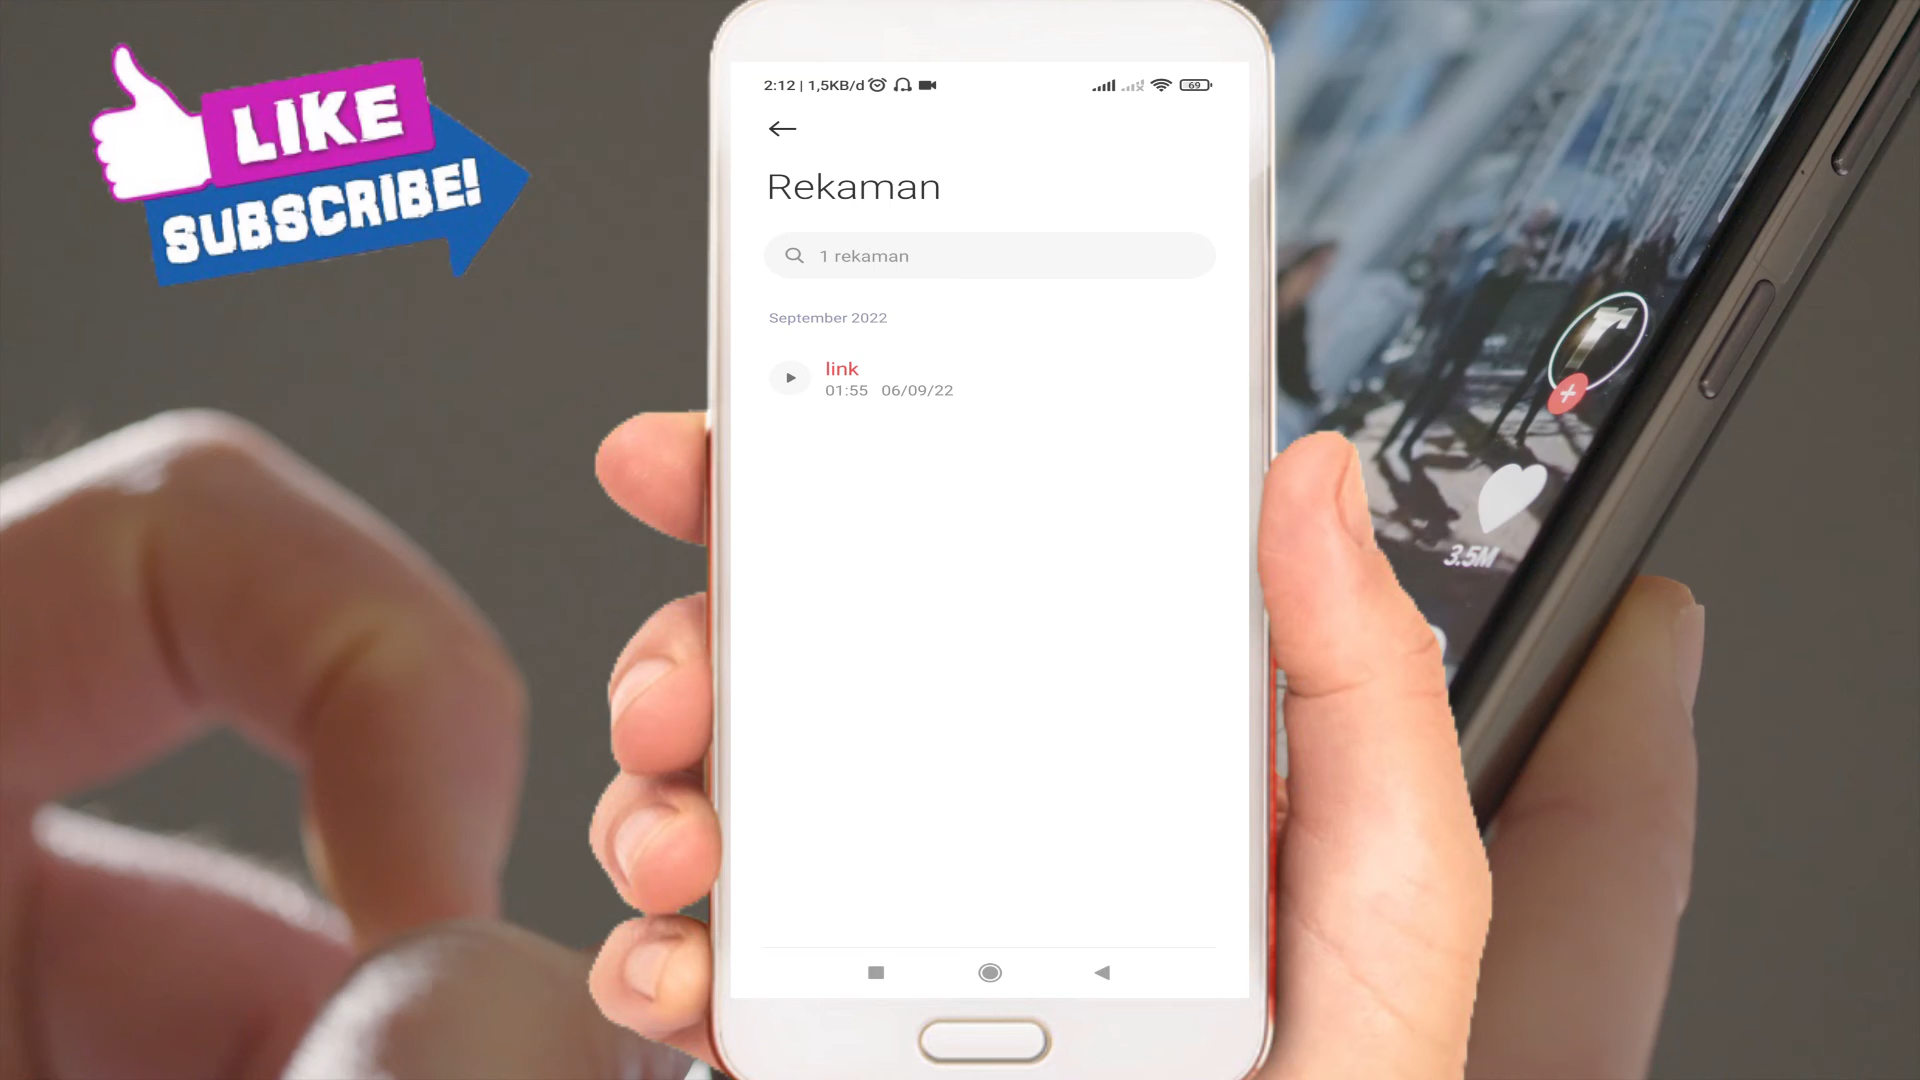 LIKE
SUBSCRIBE!
2:12 | 1,5KB/d
69
Rekaman
1 rekaman
September 2022
link
01:55 06/09/22
3.5M